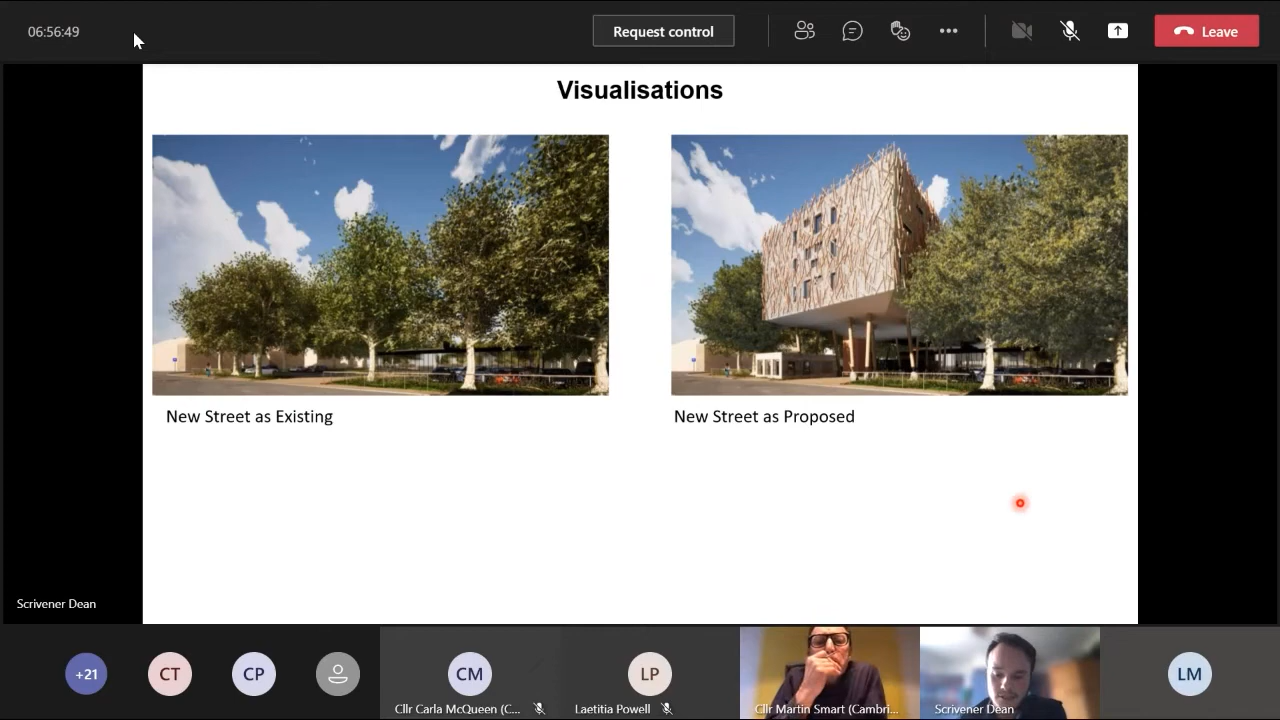 06:56:49
Request control
Leave
Visualisations
New Street as Existing
New Street as Proposed
Scrivener Dean
+21
CT
CP
CM
LP
LM
Cllr Carla McQueen (C...
Laetitia Powell
Cllr Martin Smart (Cambri...
Scrivener Dean